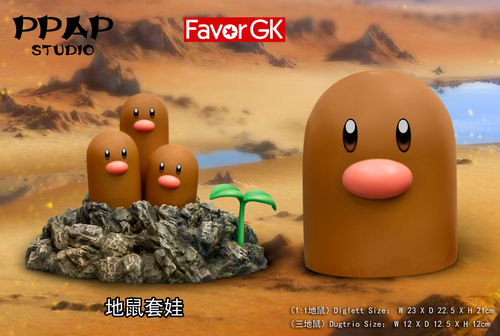 PPAP
STUDIO
FavorGK
地鼠套娃
(1:1地鼠) Diglett Size: W 23 X D 22.5 X H 21cm
(三地鼠) Dugtrio Size: W 12 X D 12.5 X H 12cm